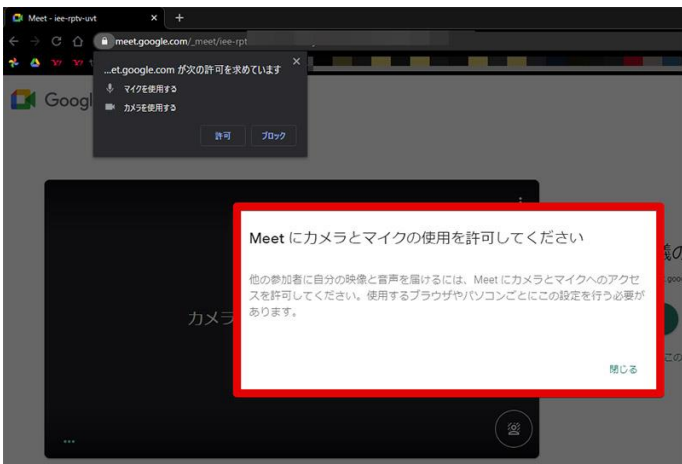 Meet - iee-rptv-uvt
meet.google.com/_meet/iee-rpt
...et.google.com が次の許可を求めています
マイクを使用する
カメラを使用する
許可 ブロック
Googl
Meet にカメラとマイクの使用を許可してください
他の参加者に自分の映像と音声を届けるには、Meet にカメラとマイクへのアクセ
スを許可してください。使用するブラウザやパソコンごとにこの設定を行う必要が
あります。
カメラ
閉じる